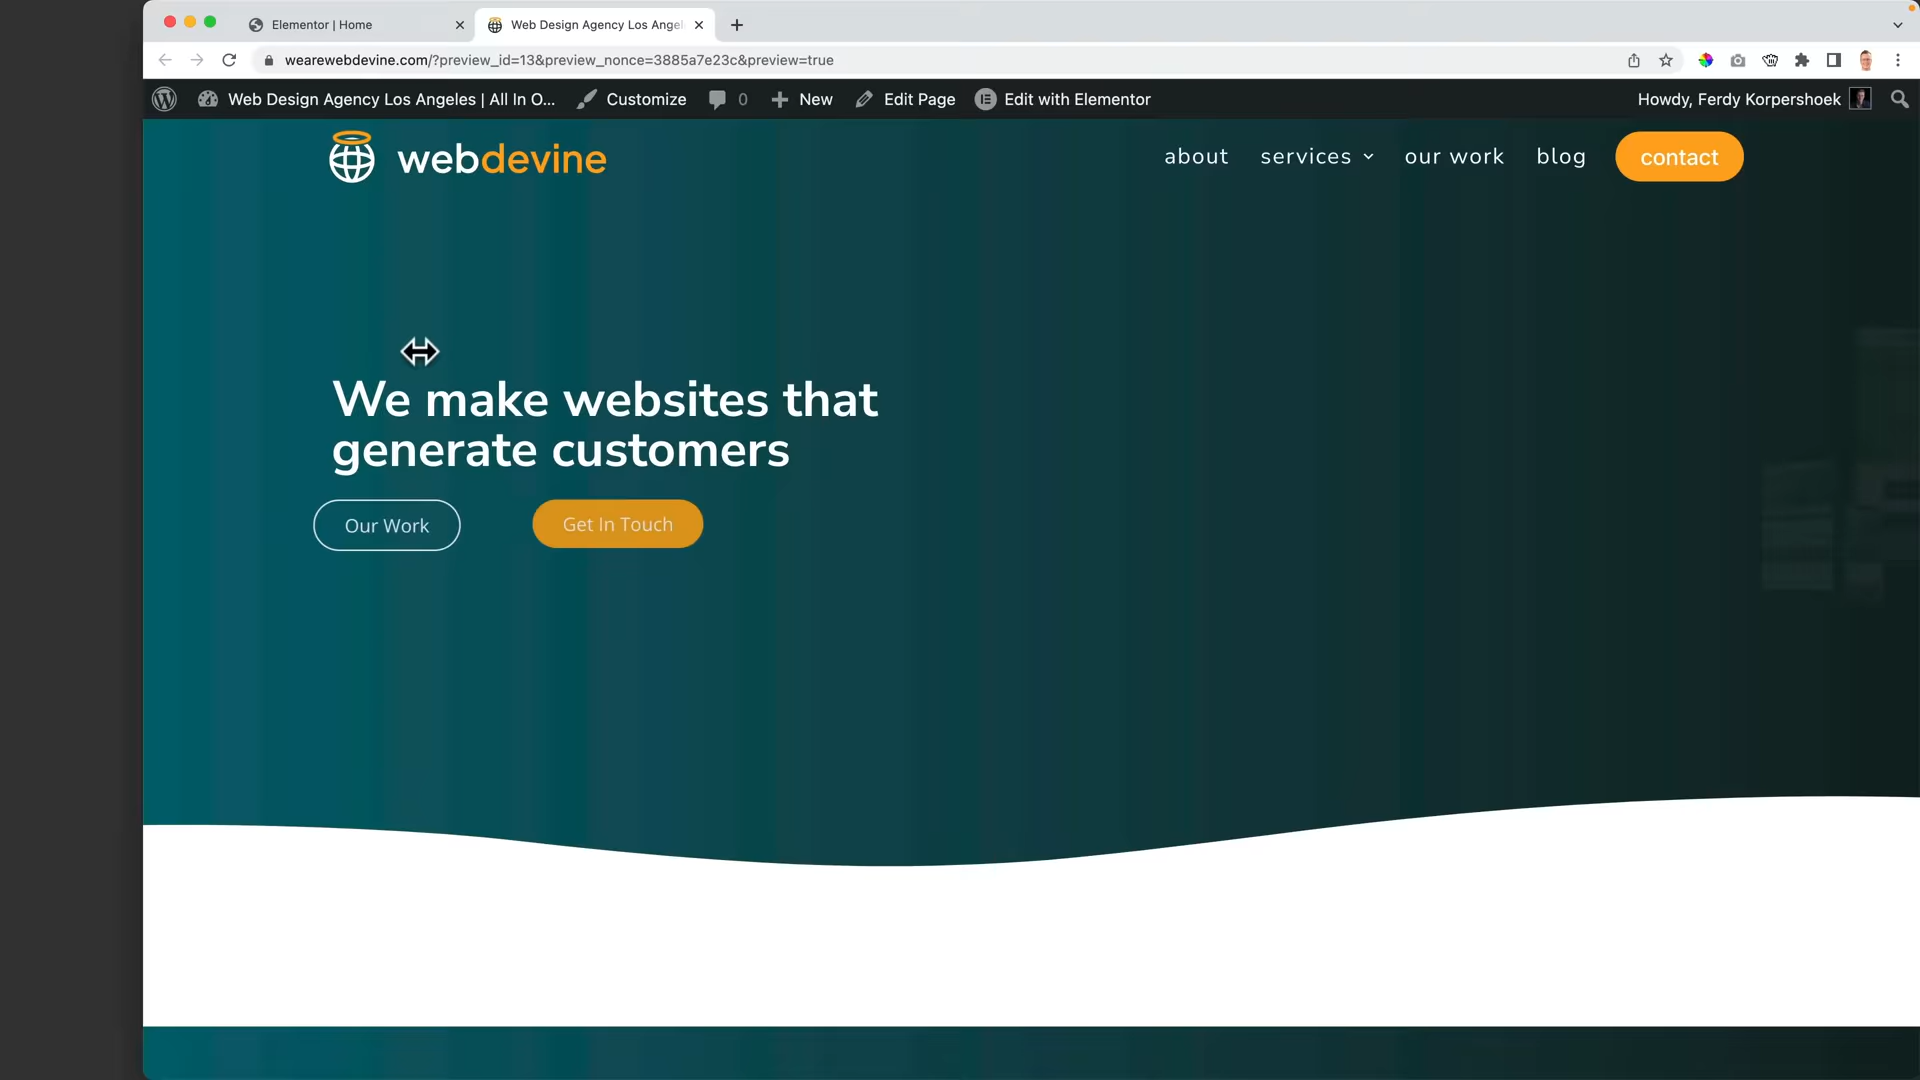 Elementor | Home
Web Design Agency Los Angel
wearewebdevine.com/?preview_id=13&preview_nonce=3885a7e23c&preview=true
Web Design Agency Los Angeles | All In O... Customize 0 New Edit Page Edit with Elementor Howdy, Ferdy Korpershoek
webdevine about services our work blog contact
We make websites that
generate customers
Our Work Get In Touch